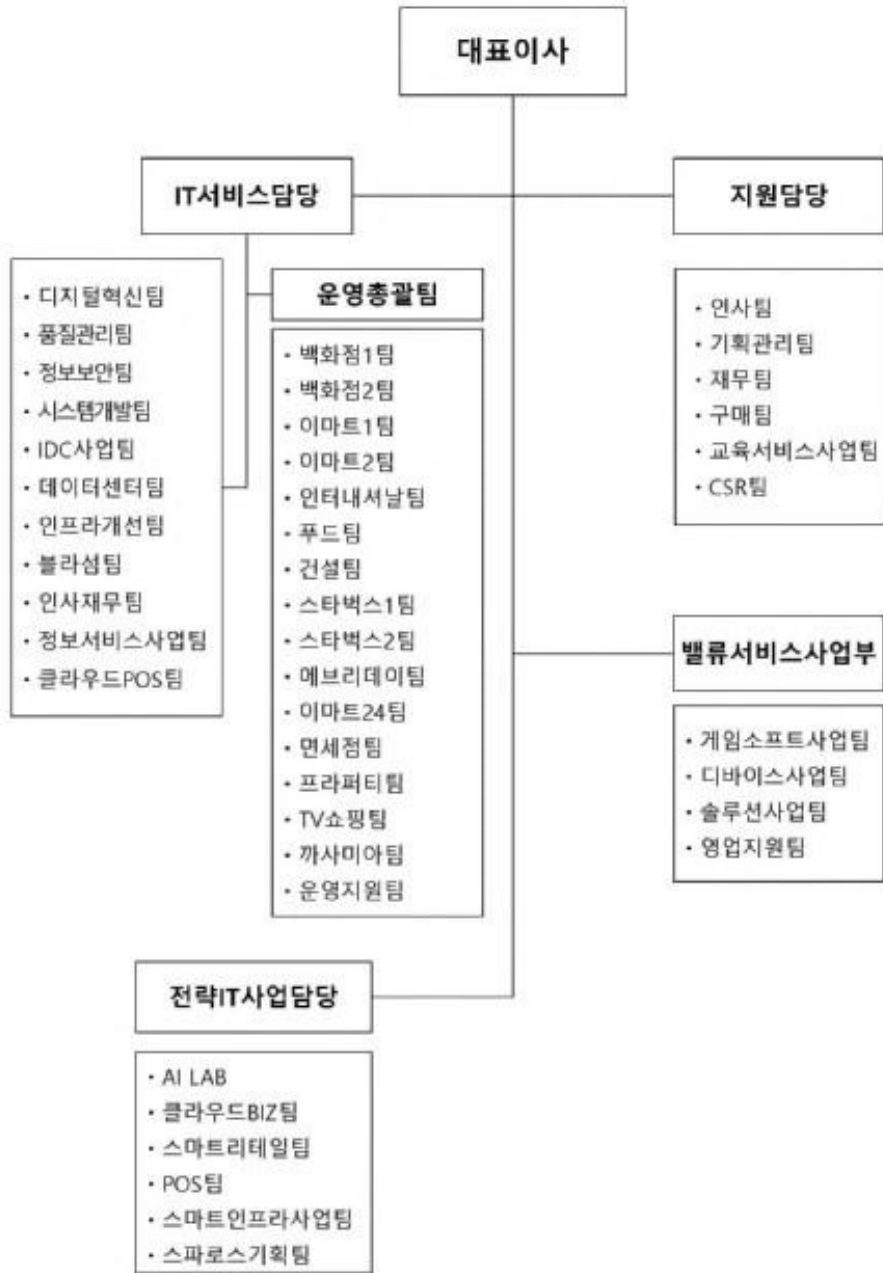 대표이사
IT서비스담당
지원담당
· 디지털혁신팀
· 품질관리팀
· 정보보안팀
· 시스템개발팀
· IDC사업팀
· 데이터센터팀
· 인프라개선팀
· 블라섬팀
· 인사재무팀
· 정보서비스사업팀
· 클라우드POS팀
운영총괄팀
· 백화점1팀
· 백화점2팀
· 이마트1팀
· 이마트2팀
· 인터내셔날팀
· 푸드팀
· 건설팀
· 스타벅스1팀
· 스타벅스2팀
· 에브리데이팀
· 이마트24팀
· 면세점팀
· 프라퍼티팀
· TV쇼핑팀
· 까사미아팀
· 운영지원팀
· 인사팀
· 기획관리팀
· 재무팀
· 구매팀
· 교육서비스사업팀
· CSR팀
밸류서비스사업부
· 게임소프트사업팀
· 디바이스사업팀
· 솔루션사업팀
· 영업지원팀
전략IT사업담당
· AI LAB
· 클라우드BIZ팀
· 스마트리테일팀
· POS팀
· 스마트인프라사업팀
· 스파로스기획팀